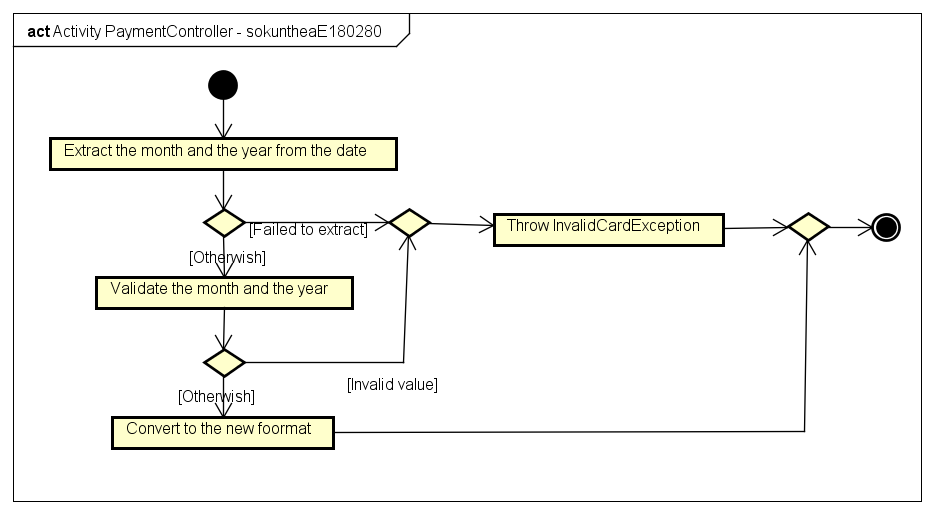 act Activity PaymentController - sokuntheaE180280
Extract the month and the year from the date
[Failed to extract]
Throw InvalidCardException
[Otherwish]
Validate the month and the year
[Invalid value]
[Otherwish]
Convert to the new foormat